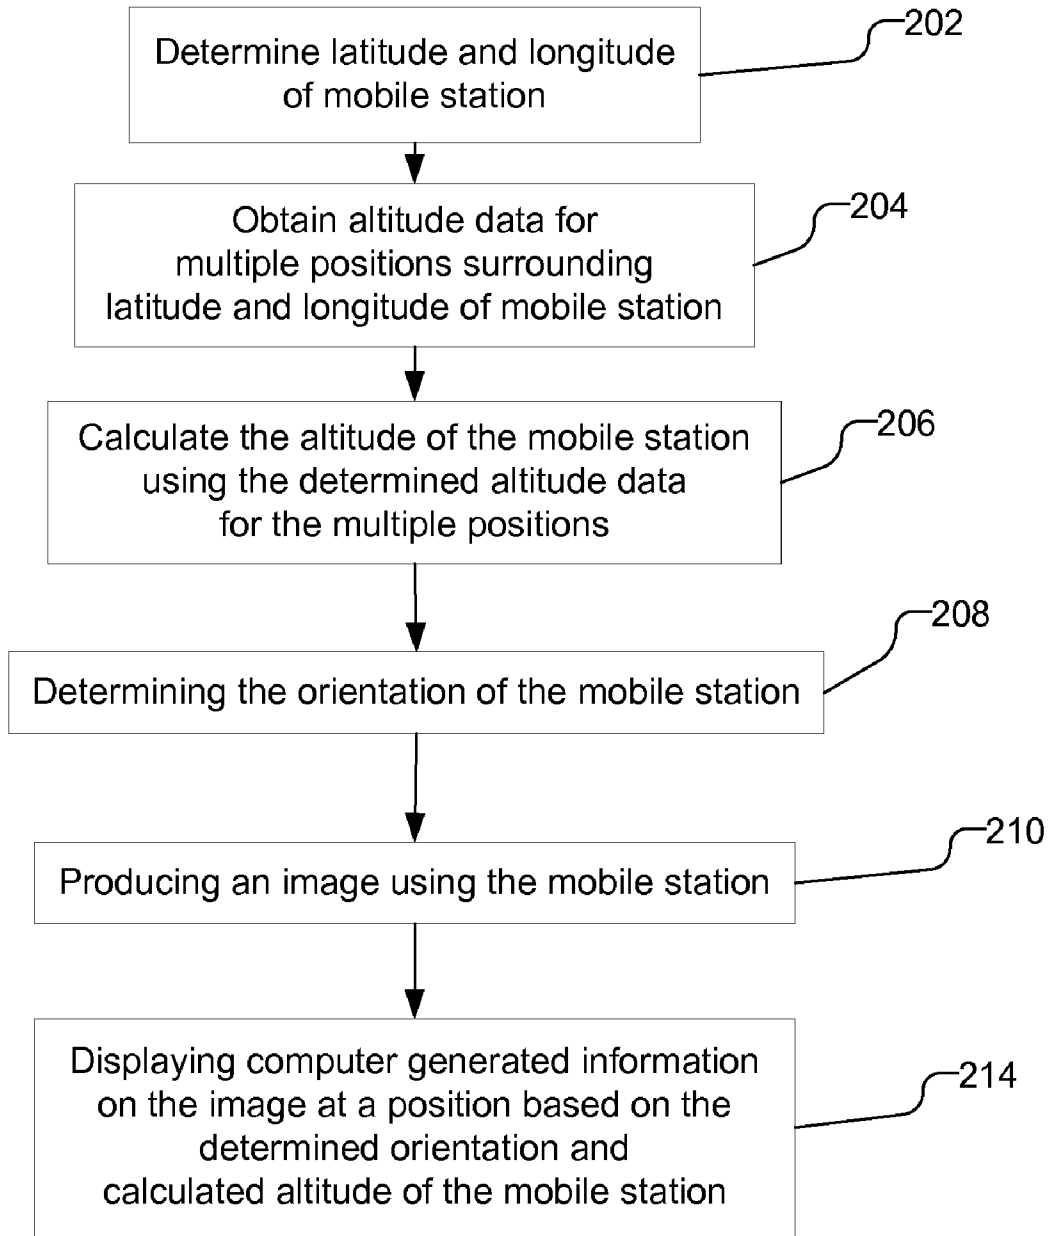 202
Determine latitude and longitude
of mobile station
204
Obtain altitude data for
multiple positions surrounding
latitude and longitude of mobile station
206
Calculate the altitude of the mobile station
using the determined altitude data
for the multiple positions
208
Determining the orientation of the mobile station
210
Producing an image using the mobile station
214
Displaying computer generated information
on the image at a position based on the
determined orientation and
calculated altitude of the mobile station